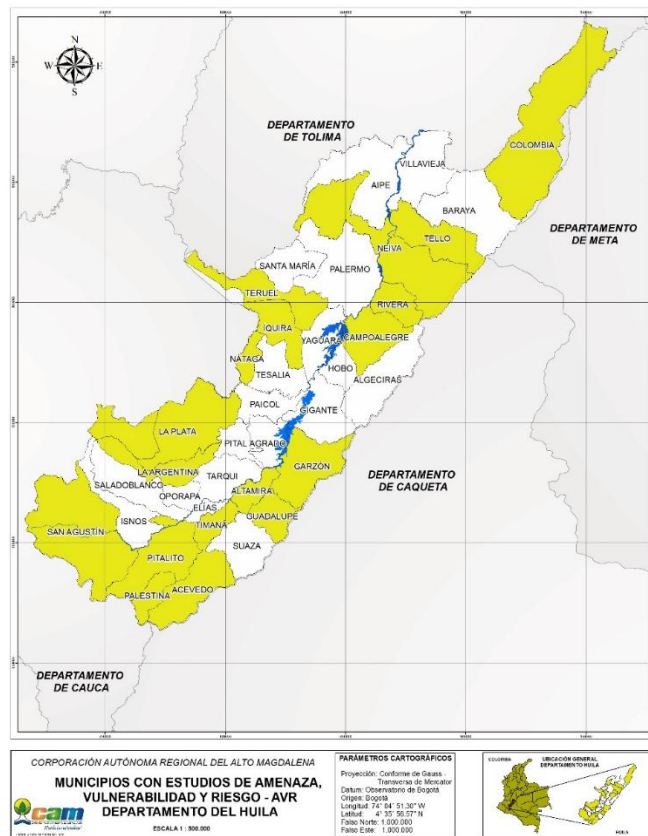 N
W E
S
DEPARTAMENTO
DE TOLIMA
COLOMBIA
VILLAVIEJA
AIPE
BARAYA
DEPARTAMENTO
DE META
TELLO
NEIVA
SANTA MARÍA
PALERMO
TERUEL
RIVERA
IQUIRA
YAGUARÁ
CAMPOALEGRE
NÁTAGA
TESALIA
HOBO
ALGECIRAS
PAICOL
GIGANTE
LA PLATA
PITAL
AGRADO
DEPARTAMENTO
DE CAQUETA
LA ARGENTINA
GARZÓN
TARQUI
SALADOBLANCO
ALTAMIRA
OPORAPA
ELÍAS
GUADALUPE
ISNOS
TIMANÁ
SAN AGUSTÍN
SUAZA
PITALITO
ACEVEDO
PALESTINA
DEPARTAMENTO
DE CAUCA
CORPORACIÓN AUTÓNOMA REGIONAL DEL ALTO MAGDALENA
MUNICIPIOS CON ESTUDIOS DE AMENAZA,
VULNERABILIDAD Y RIESGO - AVR
DEPARTAMENTO DEL HUILA
ESCALA 1 : 500.000
cam
PARÁMETROS CARTOGRÁFICOS
Proyección: Conforme de Gauss -
Transversa de Mercator
Datum: Observatorio de Bogotá
Origen: Bogotá
Longitud: 74° 04' 51.30" W
Latitud: 4° 35' 56.57" N
Falso Norte: 1.000.000
Falso Este: 1.000.000
COLOMBIA
UBICACIÓN GENERAL
DEPARTAMENTO HUILA
HUILA